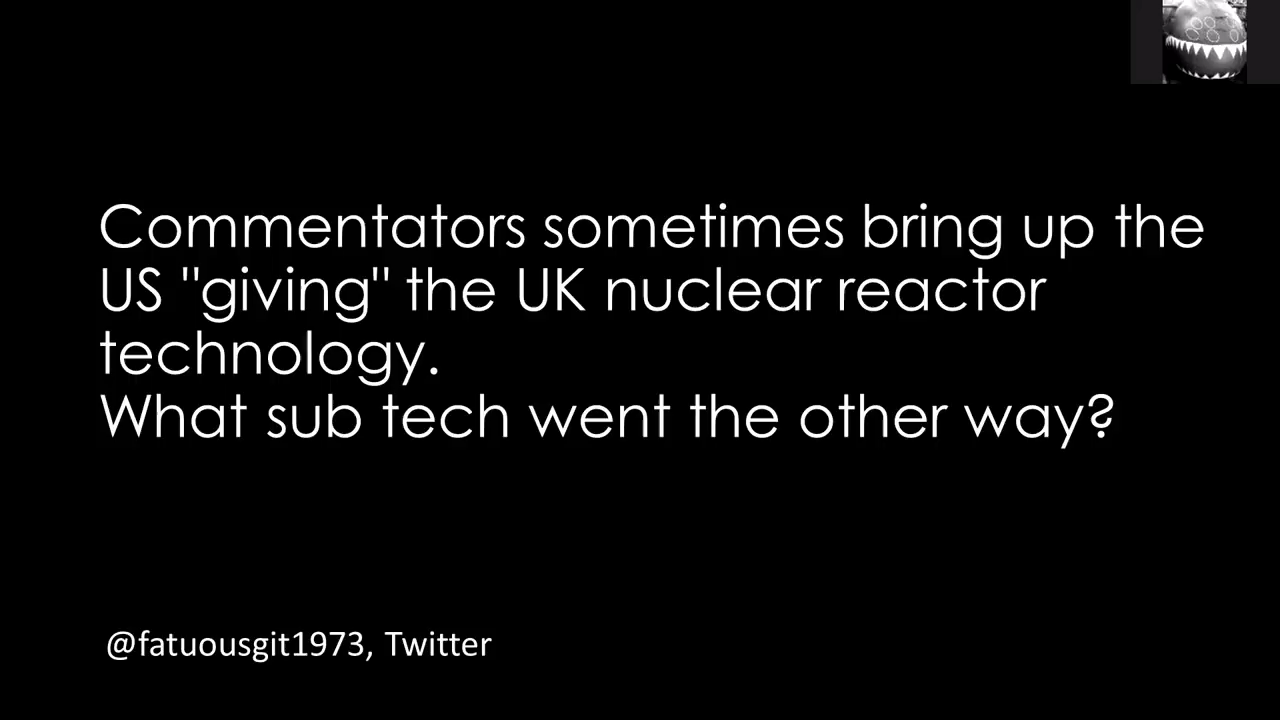 Commentators sometimes bring up the
US "giving" the UK nuclear reactor
technology.
What sub tech went the other way?
@fatuousgit1973, Twitter